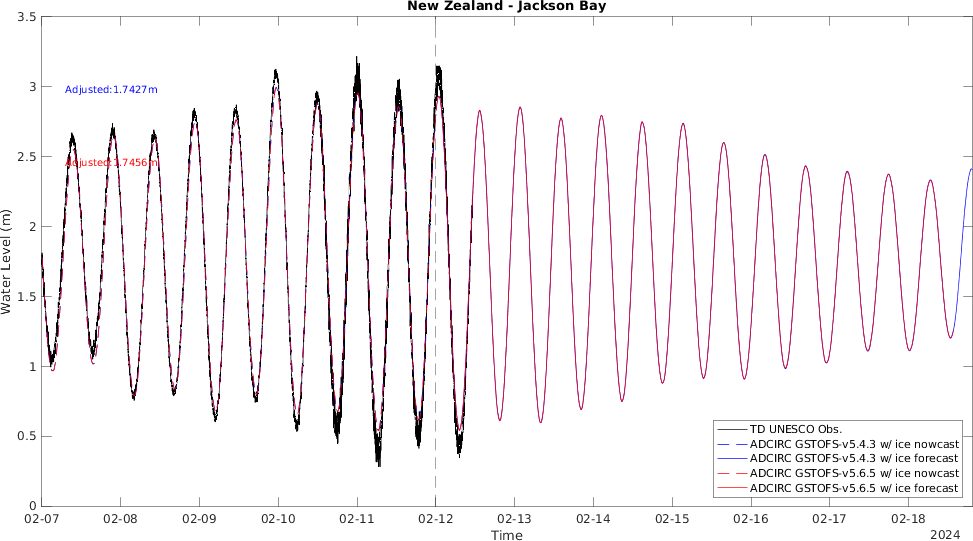 New Zealand - Jackson Bay
3.5
3
2.5
2
1.5
1
0.5
0
Water Level (m)
Adjusted:1.7427m
Adjusted:1.7456m
TD UNESCO Obs.
ADCIRC GSTOFS-v5.4.3 w/ ice nowcast
ADCIRC GSTOFS-v5.4.3 w/ ice forecast
ADCIRC GSTOFS-v5.6.5 w/ ice nowcast
ADCIRC GSTOFS-v5.6.5 w/ ice forecast
02-07 02-08 02-09 02-10 02-11 02-12 02-13 02-14 02-15 02-16 02-17 02-18
Time
2024